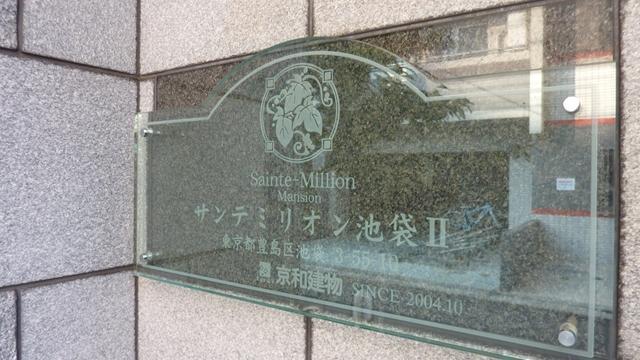 Sainte-Million
Mansion
サンデミリオン池袋Ⅱ
東京都豊島区池袋 3-55-10
京和建物 SINCE 2004.10